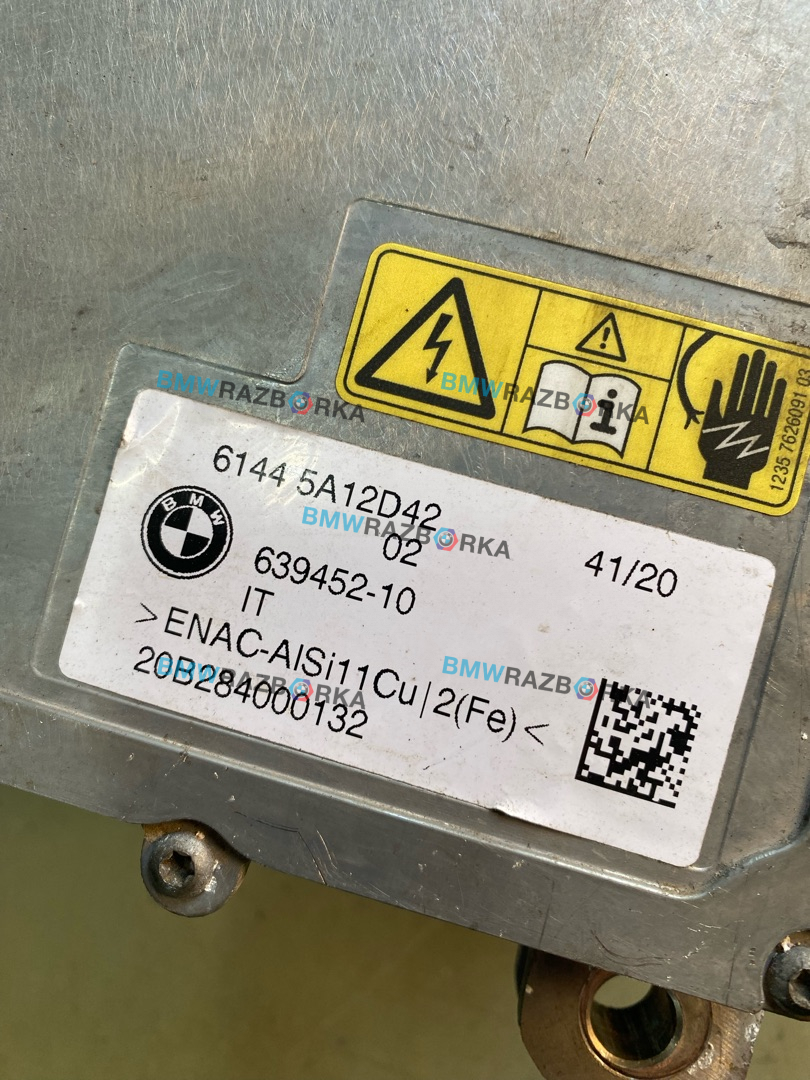 1235 7626091 03
BMWRAZBORKA
BMWRAZBORKA
6144 5A12D42
BMWRAZBORKA
02
41/20
BMW
639452-10
IT
>ENAC-AlSi11Cu|2(Fe)<
BMWRAZBORKA
BMWRAZBORKA
20B284000132